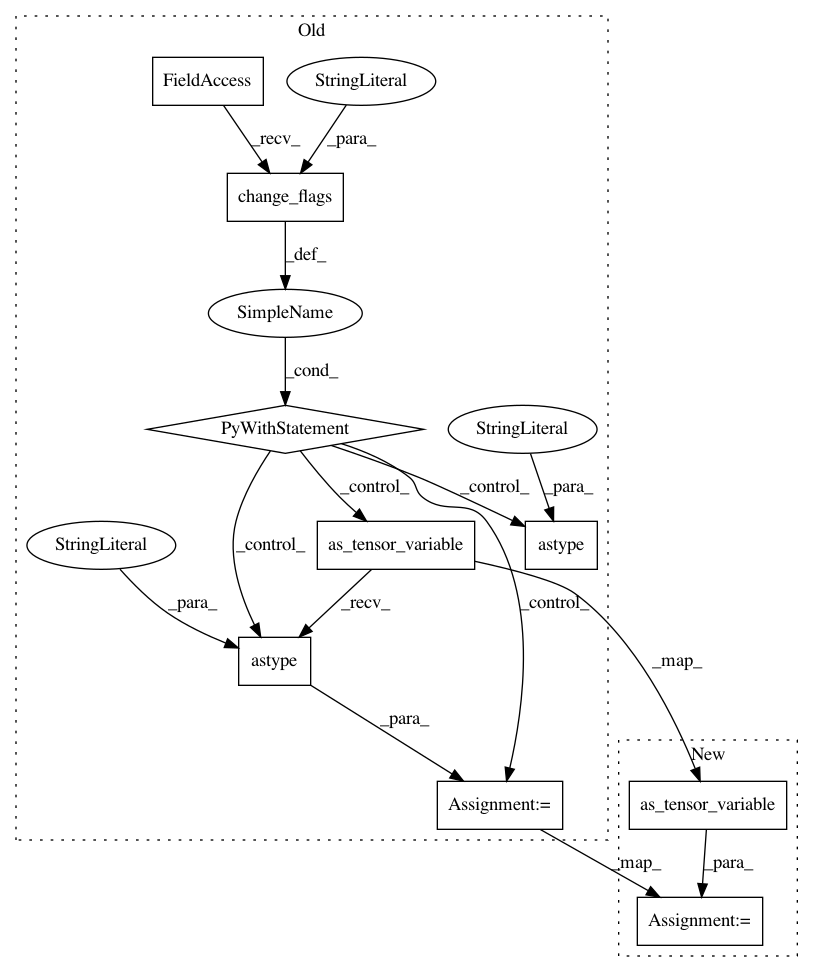 Old
FieldAccess
StringLiteral
_recv_
_para_
change_flags
_def_
SimpleName
_cond_
PyWithStatement
StringLiteral
_control_
_control_
_para_
StringLiteral
_control_
as_tensor_variable
astype
_para_
_recv_
_control_
astype
_map_
_para_
New
Assignment:=
as_tensor_variable
_map_
_para_
Assignment:=